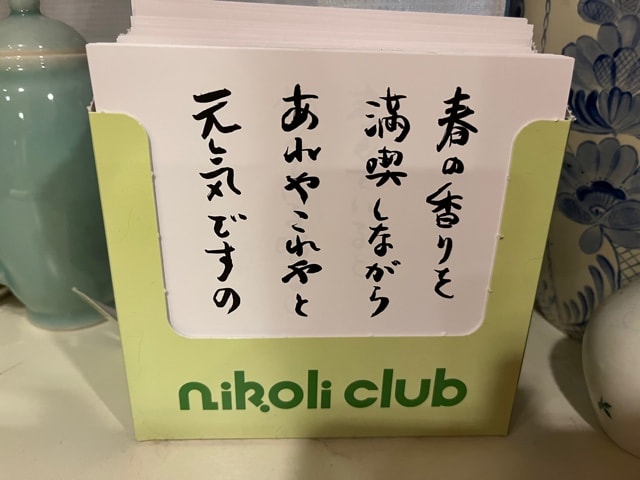 春の香りを
満喫しながら
あれやこれやと
元気ですの
nikoli club